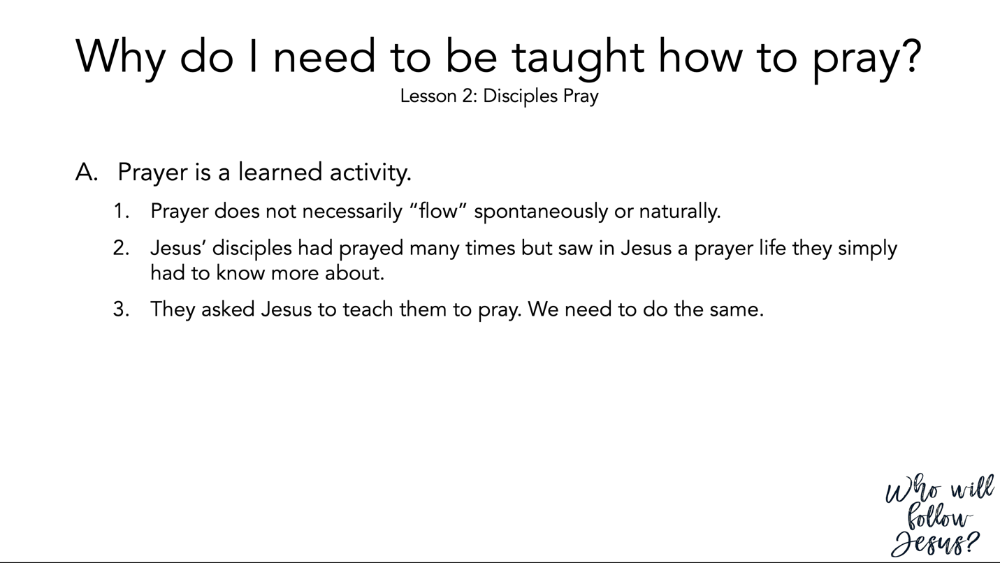 Why do I need to be taught how to pray?
Lesson 2: Disciples Pray
A. Prayer is a learned activity.
1. Prayer does not necessarily “flow” spontaneously or naturally.
2. Jesus’ disciples had prayed many times but saw in Jesus a prayer life they simply
had to know more about.
3. They asked Jesus to teach them to pray. We need to do the same.
Who will
follow
Jesus?